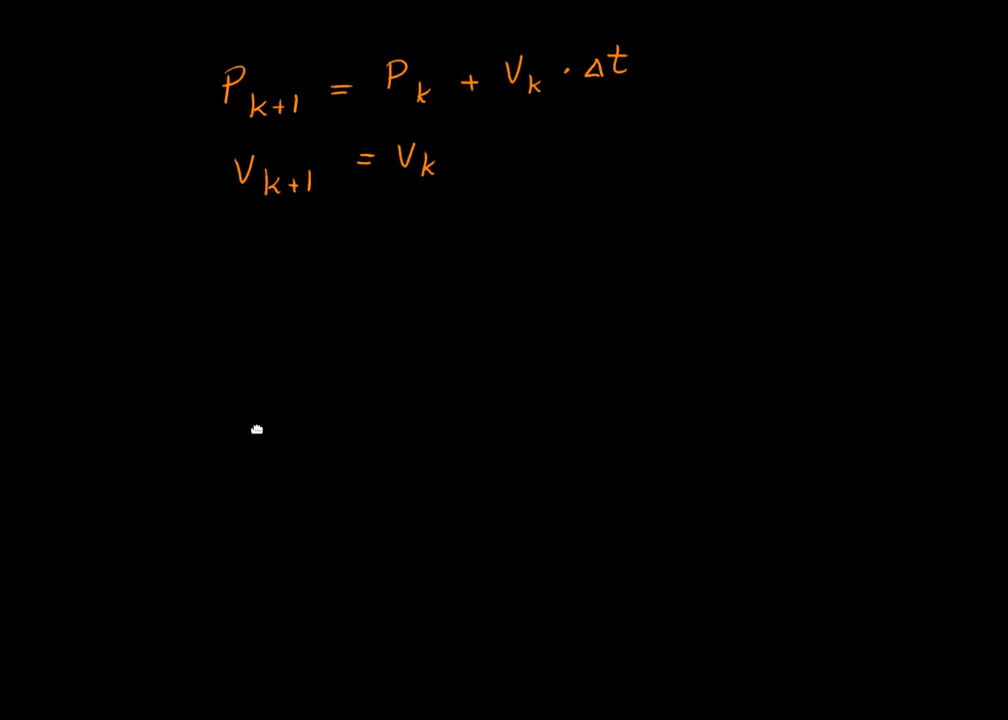 P_{k+1} = P_k + V_k · Δt
V_{k+1} = V_k